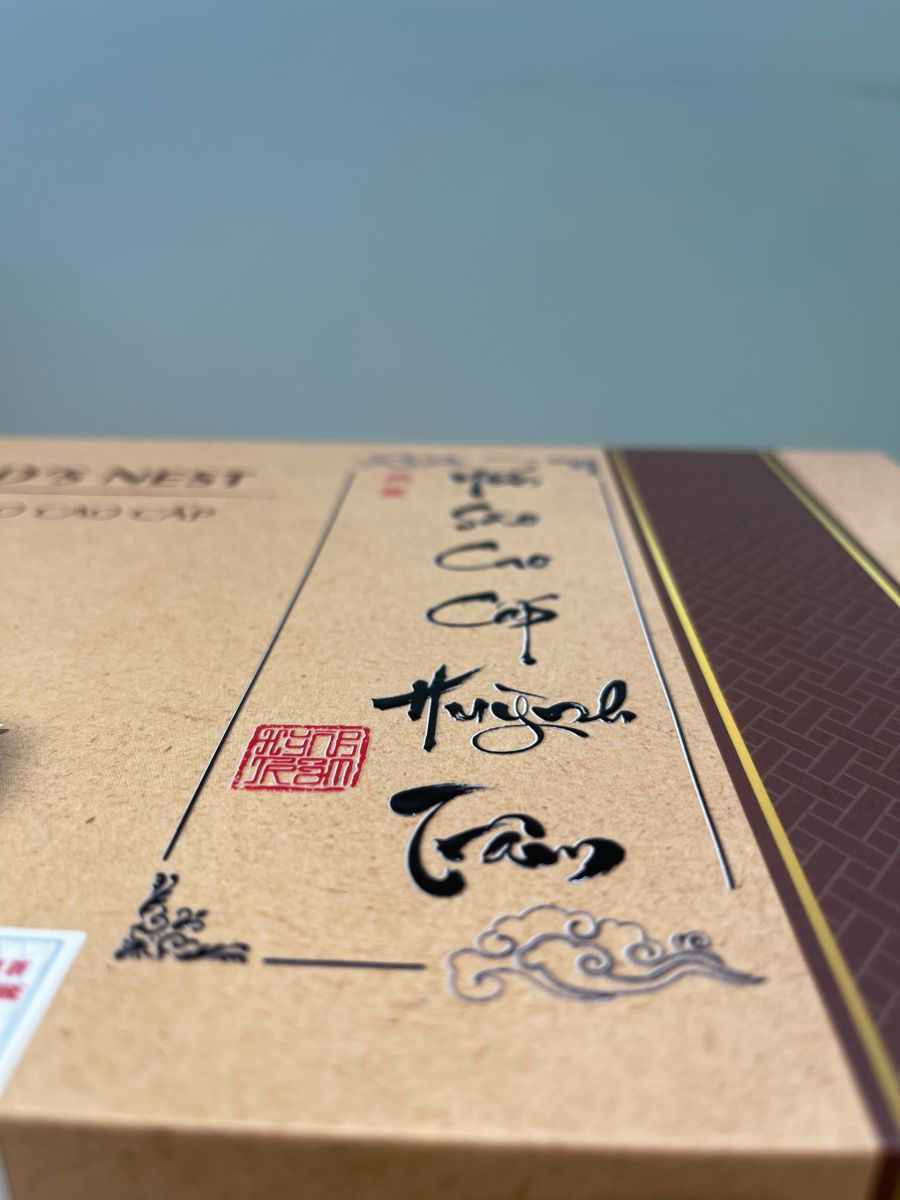 D'S NEST
O CAO CẤP
Yến
Sào
Cao
Cấp
Huỳnh
Trâm